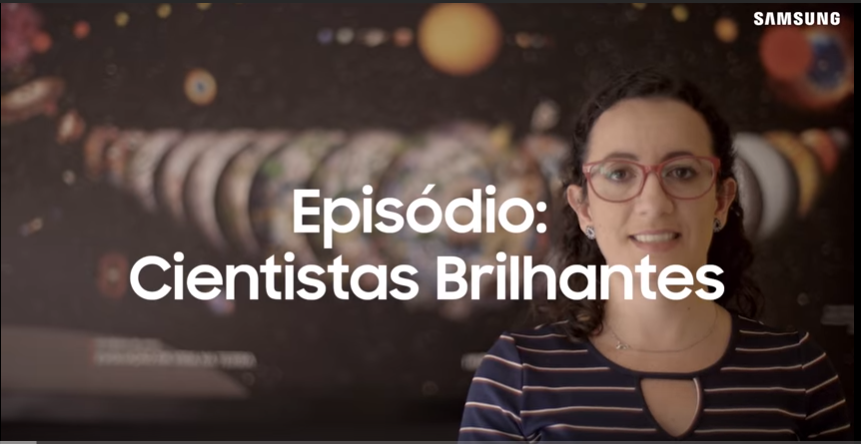 SAMSUNG
Episódio:
Cientistas Brilhantes